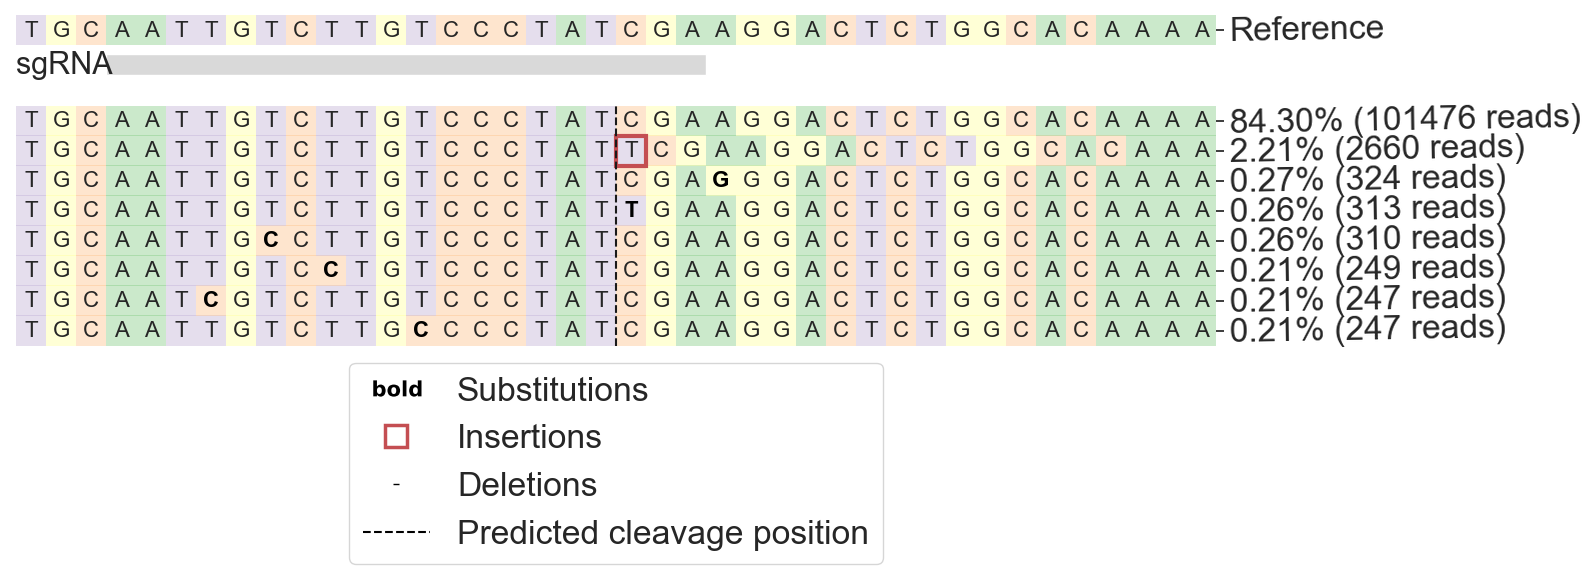 T G C A A T T G T C T T G T C C C T A T C G A A G G A C T C T G G C A C A A A A Reference
sgRNA
T G C A A T T G T C T T G T C C C T A T C G A A G G A C T C T G G C A C A A A A 84.30% (101476 reads)
T G C A A T T G T C T T G T C C C T A T T C G A A G G A C T C T G G C A C A A A 2.21% (2660 reads)
T G C A A T T G T C T T G T C C C T A T C G A G G G A C T C T G G C A C A A A A 0.27% (324 reads)
T G C A A T T G T C T T G T C C C T A T T G A A G G A C T C T G G C A C A A A A 0.26% (313 reads)
T G C A A T T G C C T T G T C C C T A T C G A A G G A C T C T G G C A C A A A A 0.26% (310 reads)
T G C A A T T G T C C T G T C C C T A T C G A A G G A C T C T G G C A C A A A A 0.21% (249 reads)
T G C A A T C G T C T T G T C C C T A T C G A A G G A C T C T G G C A C A A A A 0.21% (247 reads)
T G C A A T T G T C T T G C C C C T A T C G A A G G A C T C T G G C A C A A A A 0.21% (247 reads)
bold Substitutions
Insertions
- Deletions
Predicted cleavage position